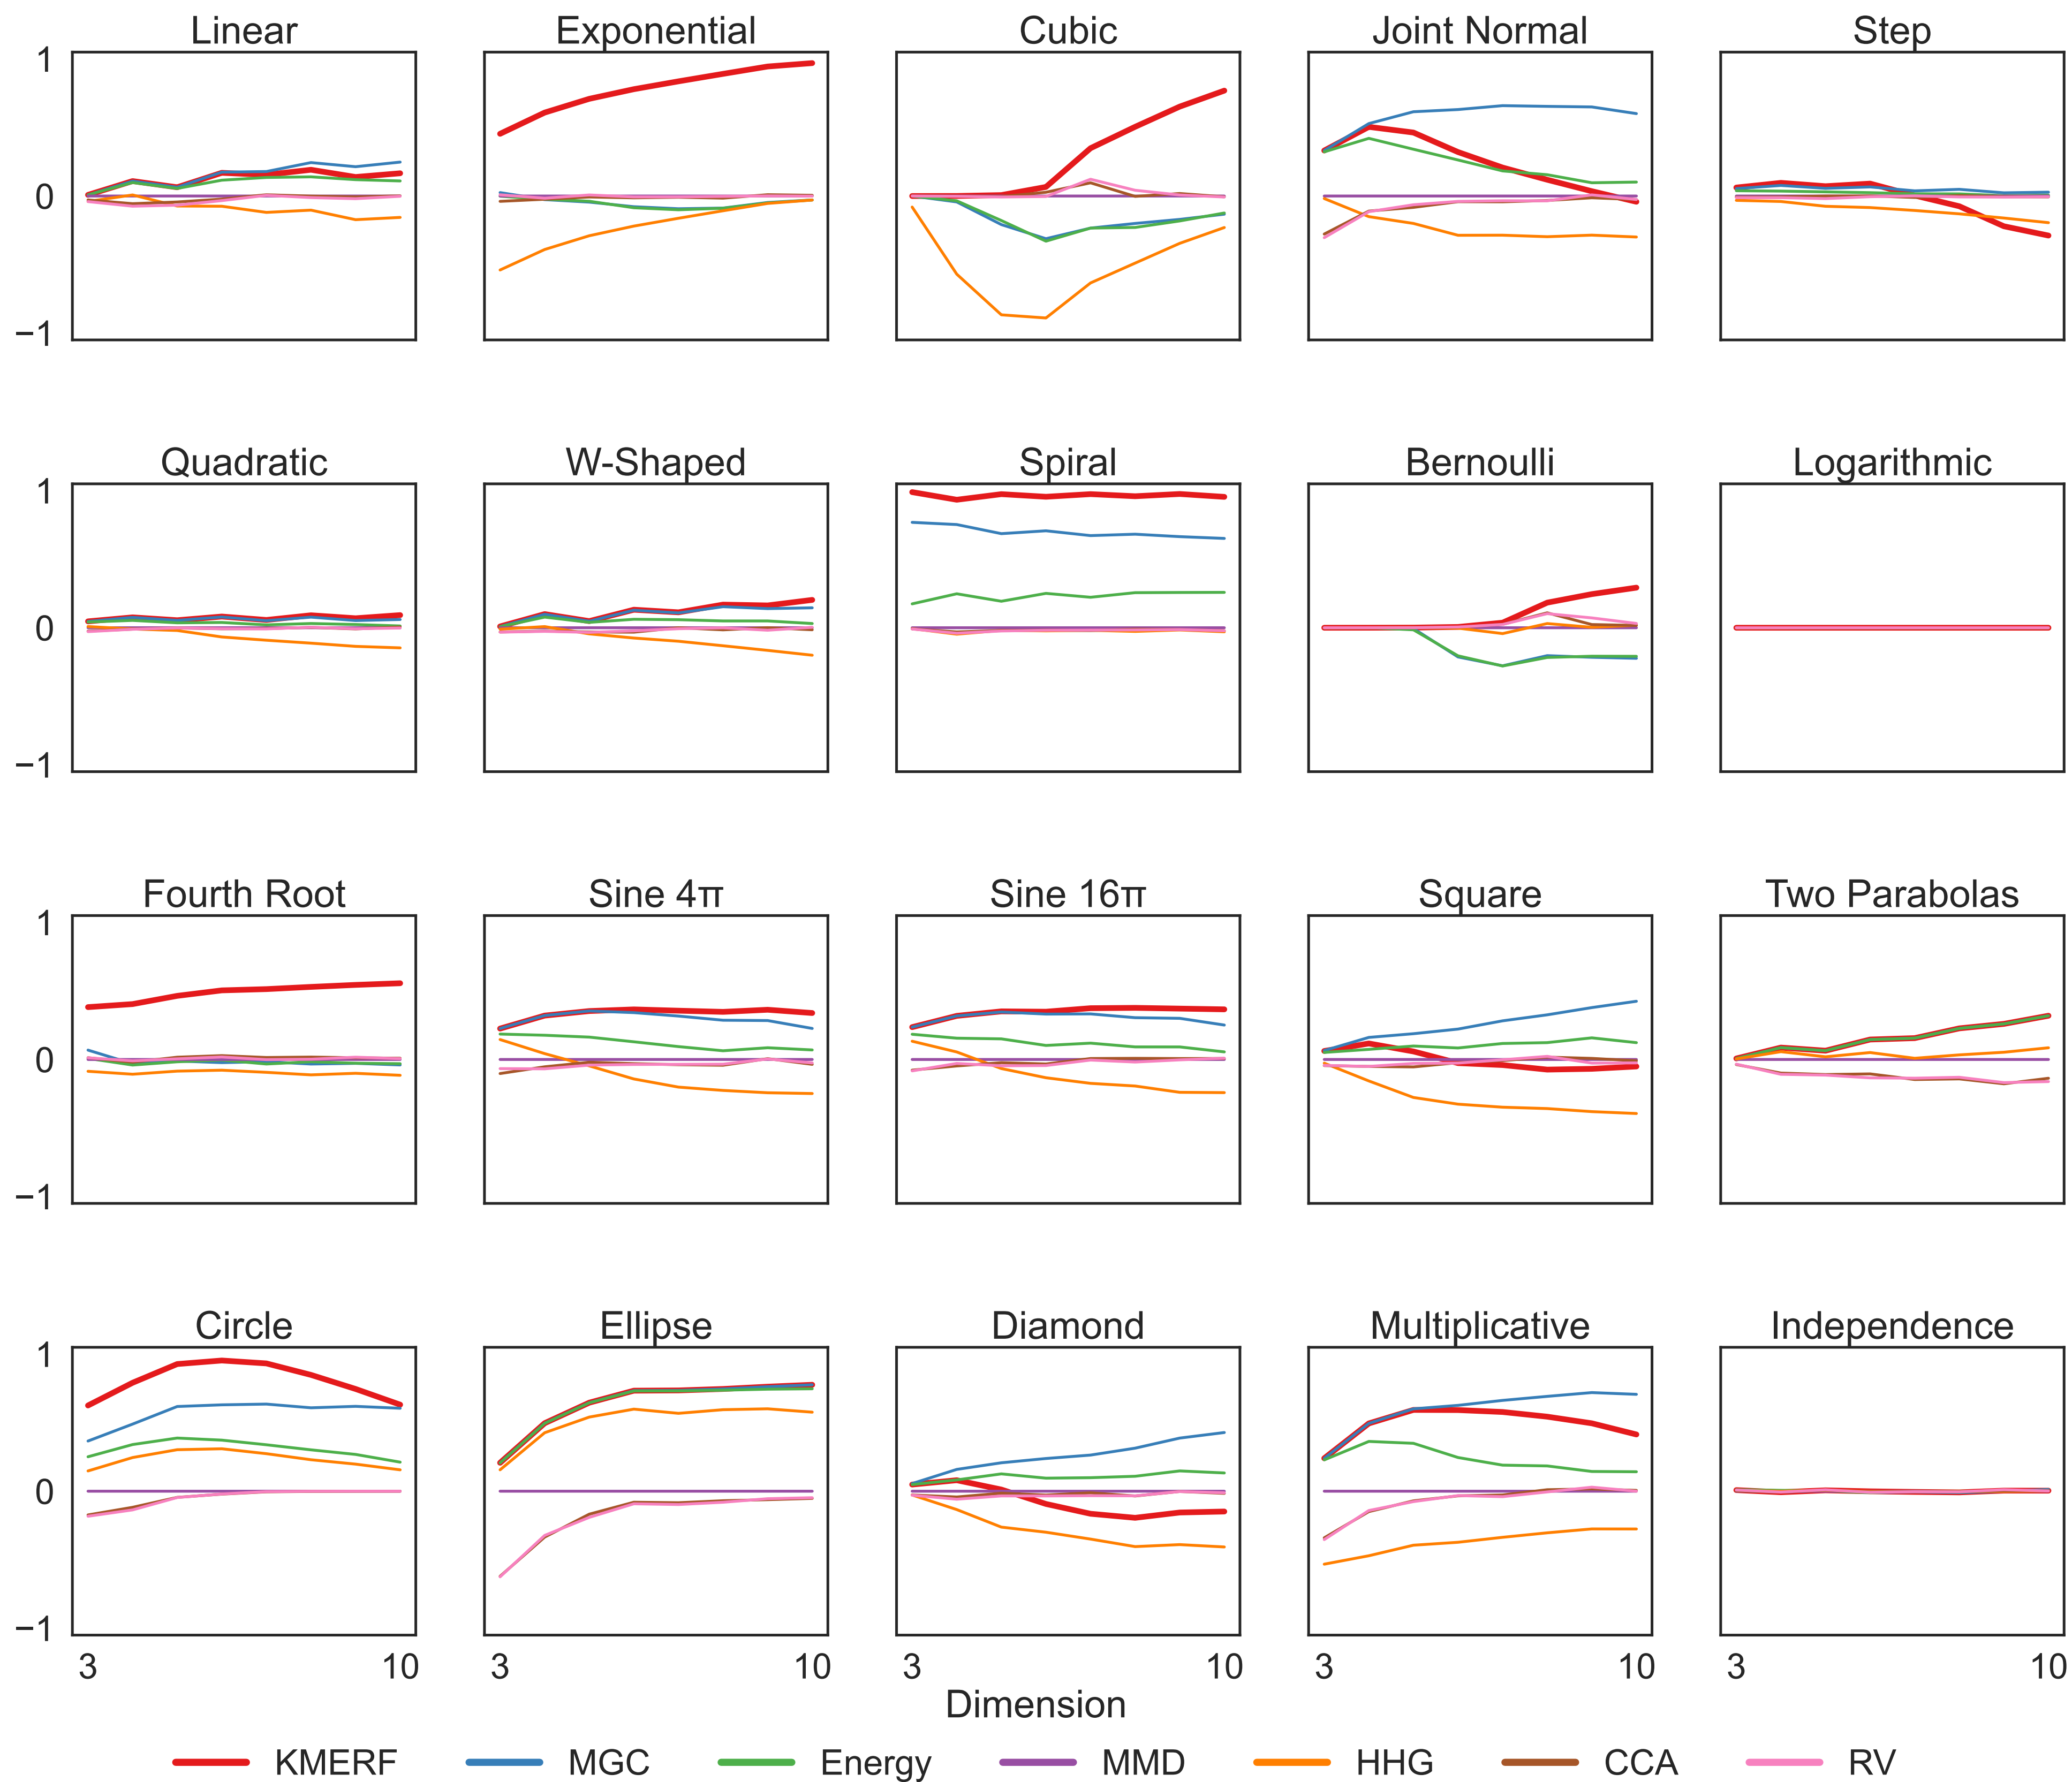 Linear Exponential Cubic Joint Normal Step
1
0
−1
Quadratic W-Shaped Spiral Bernoulli Logarithmic
1
0
−1
Fourth Root Sine 4π Sine 16π Square Two Parabolas
1
0
−1
Circle Ellipse Diamond Multiplicative Independence
1
0
−1
3 10 3 10 3 10 3 10 3 10
Dimension
KMERF MGC Energy MMD HHG CCA RV